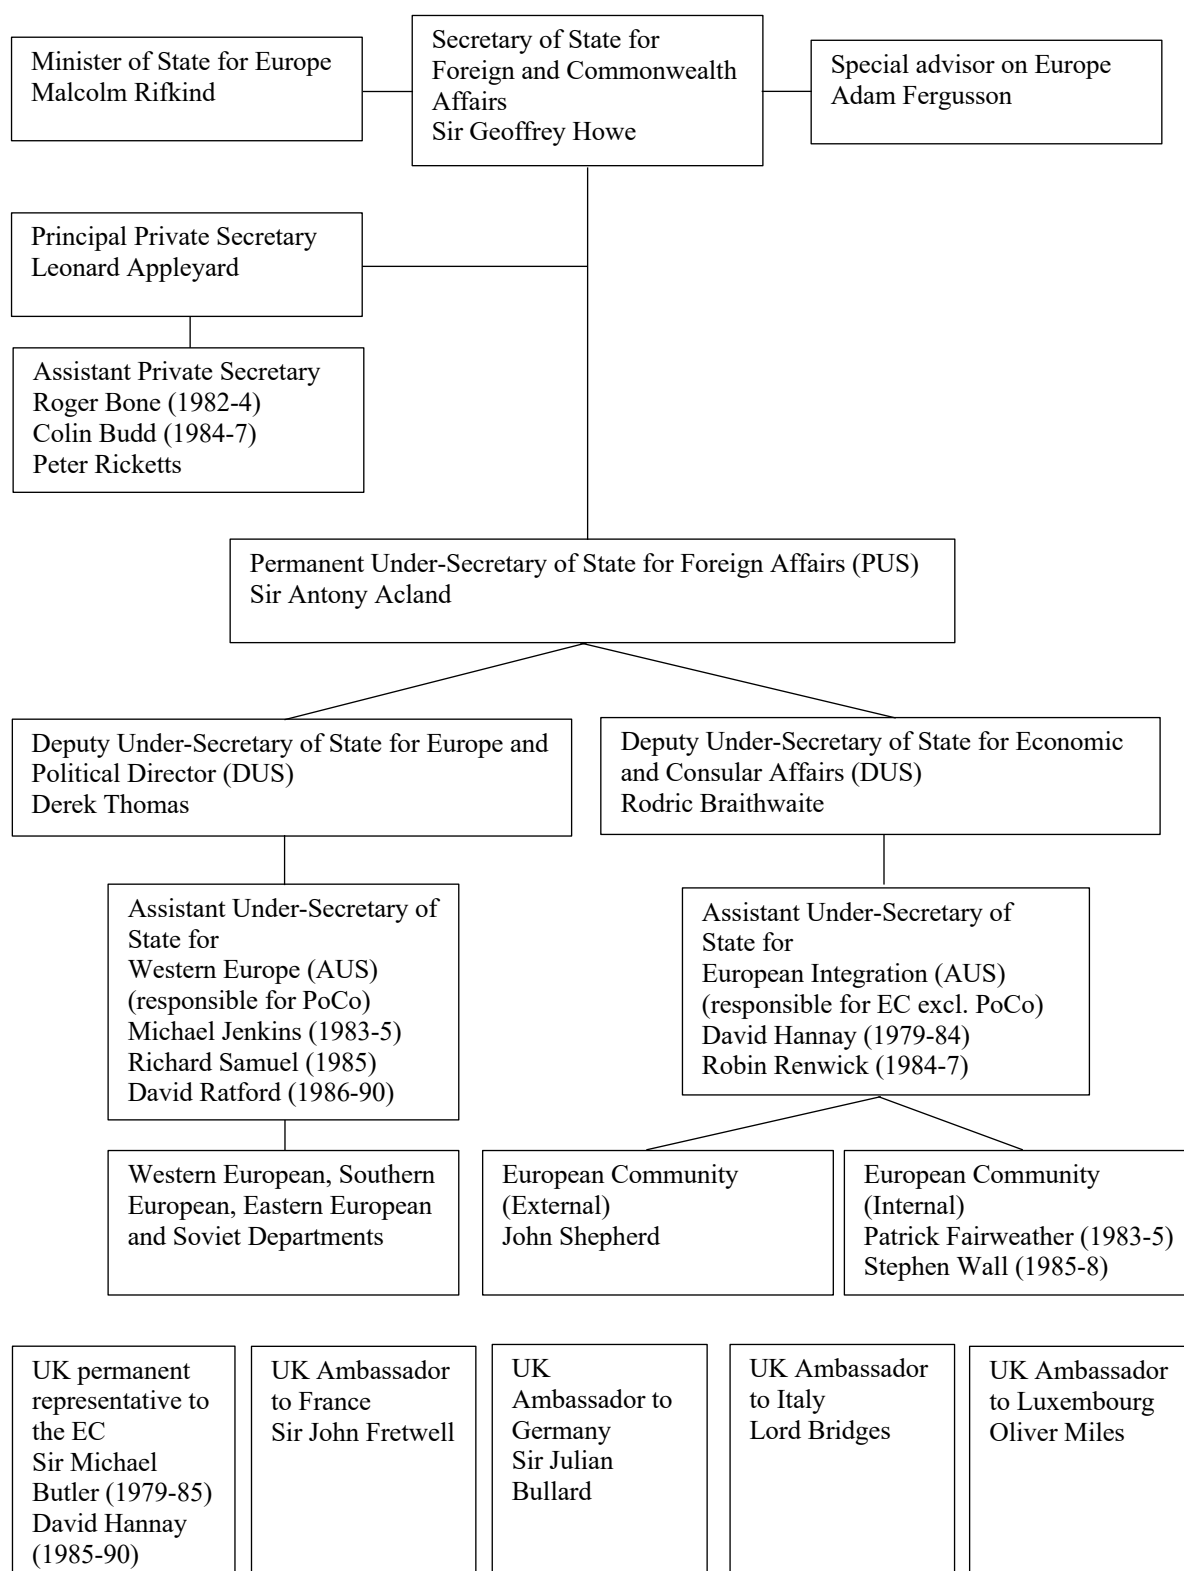 Minister of State for Europe
Malcolm Rifkind
Secretary of State for
Foreign and Commonwealth
Affairs
Sir Geoffrey Howe
Special advisor on Europe
Adam Fergusson
Principal Private Secretary
Leonard Appleyard
Assistant Private Secretary
Roger Bone (1982-4)
Colin Budd (1984-7)
Peter Ricketts
Permanent Under-Secretary of State for Foreign Affairs (PUS)
Sir Antony Acland
Deputy Under-Secretary of State for Europe and
Political Director (DUS)
Derek Thomas
Deputy Under-Secretary of State for Economic
and Consular Affairs (DUS)
Rodric Braithwaite
Assistant Under-Secretary of
State for
Western Europe (AUS)
(responsible for PoCo)
Michael Jenkins (1983-5)
Richard Samuel (1985)
David Ratford (1986-90)
Assistant Under-Secretary of
State for
European Integration (AUS)
(responsible for EC excl. PoCo)
David Hannay (1979-84)
Robin Renwick (1984-7)
Western European, Southern
European, Eastern European
and Soviet Departments
European Community
(External)
John Shepherd
European Community
(Internal)
Patrick Fairweather (1983-5)
Stephen Wall (1985-8)
UK permanent
representative to
the EC
Sir Michael
Butler (1979-85)
David Hannay
(1985-90)
UK Ambassador
to France
Sir John Fretwell
UK
Ambassador to
Germany
Sir Julian
Bullard
UK Ambassador
to Italy
Lord Bridges
UK Ambassador
to Luxembourg
Oliver Miles